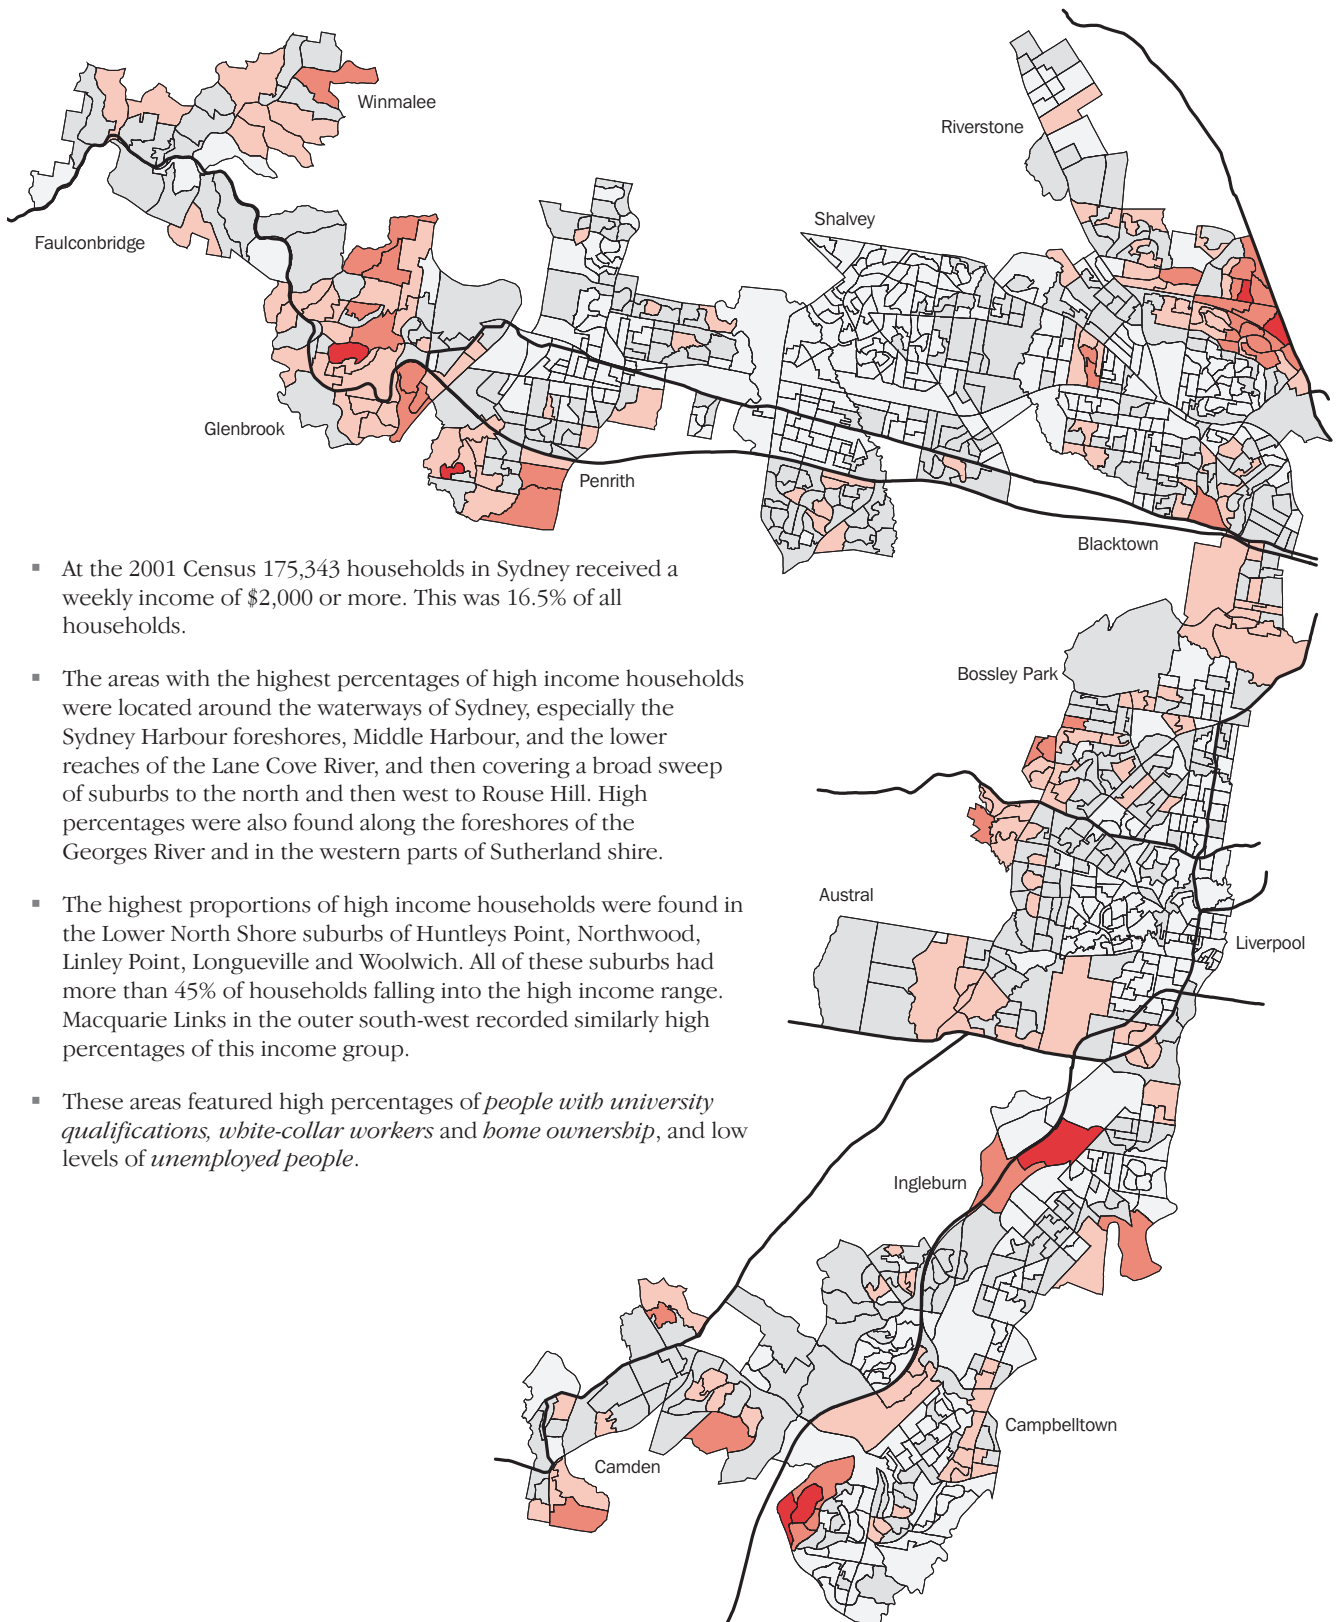 Winmalee
Riverstone
Shalvey
Faulconbridge
Glenbrook
Penrith
Blacktown
▪ At the 2001 Census 175,343 households in Sydney received a
weekly income of $2,000 or more. This was 16.5% of all
households.
▪ The areas with the highest percentages of high income households
were located around the waterways of Sydney, especially the
Sydney Harbour foreshores, Middle Harbour, and the lower
reaches of the Lane Cove River, and then covering a broad sweep
of suburbs to the north and then west to Rouse Hill. High
percentages were also found along the foreshores of the
Georges River and in the western parts of Sutherland shire.
▪ The highest proportions of high income households were found in
the Lower North Shore suburbs of Huntleys Point, Northwood,
Linley Point, Longueville and Woolwich. All of these suburbs had
more than 45% of households falling into the high income range.
Macquarie Links in the outer south-west recorded similarly high
percentages of this income group.
▪ These areas featured high percentages of people with university
qualifications, white-collar workers and home ownership, and low
levels of unemployed people.
Bossley Park
Austral
Liverpool
Ingleburn
Campbelltown
Camden